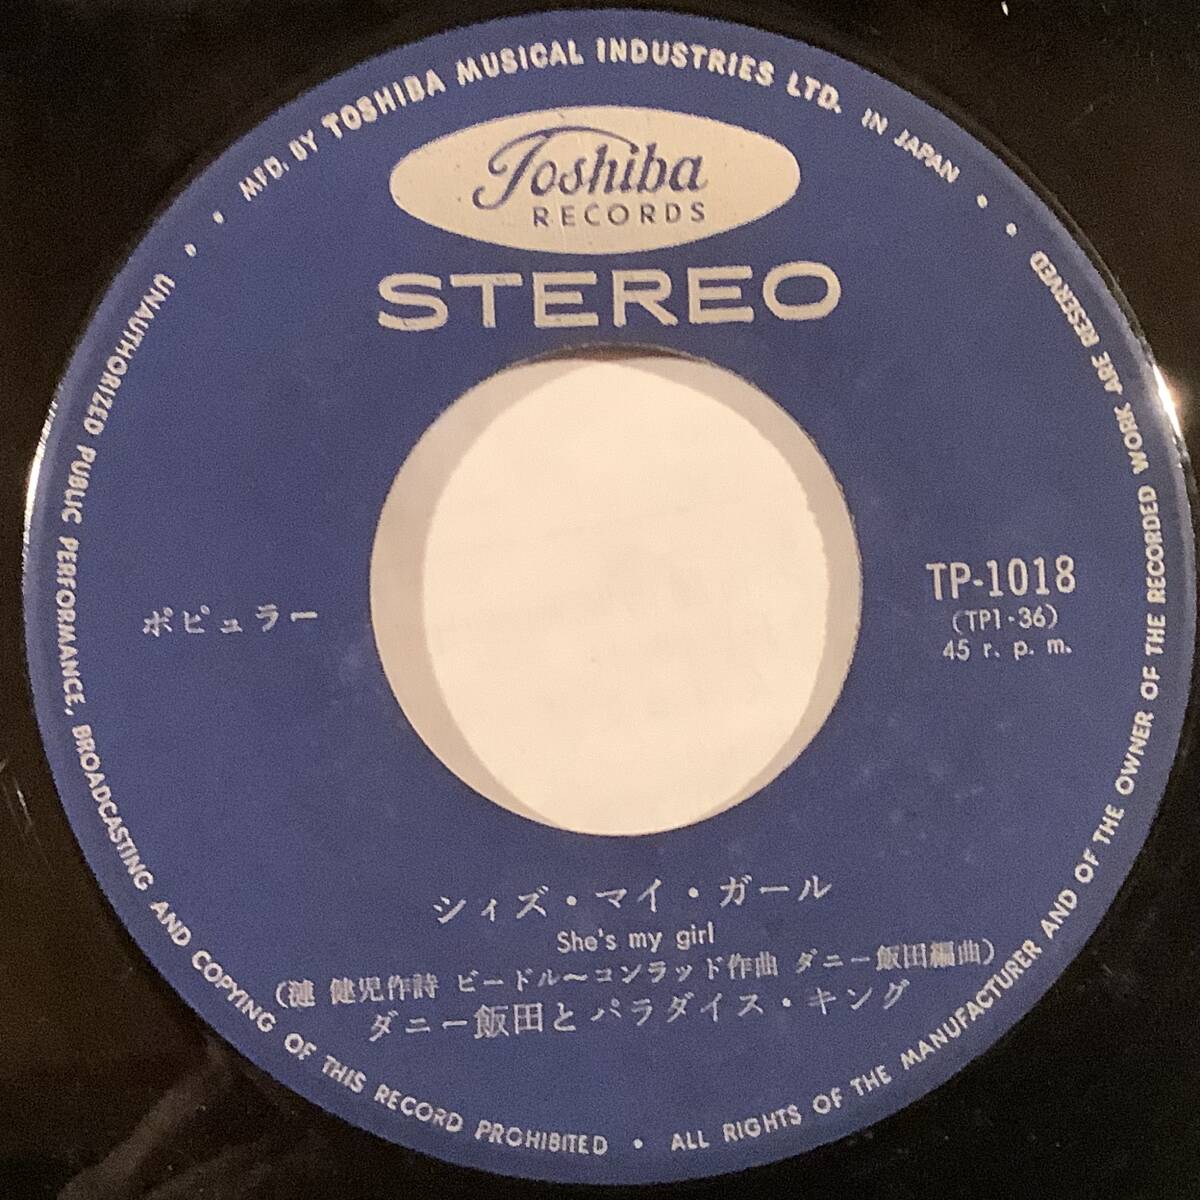 MFD. BY TOSHIBA MUSICAL INDUSTRIES LTD. IN JAPAN
Toshiba
RECORDS
STEREO
ポピュラー
TP-1018
(TP1-36)
45 r. p. m.
シィズ・マイ・ガール
She's my girl
(漣 健児作詩 ビードル〜コンラッド作曲 ダニー飯田編曲)
ダニー飯田とパラダイス・キング
UNAUTHORIZED PUBLIC PERFORMANCE, BROADCASTING AND COPYING OF THIS RECORD PROHIBITED • ALL RIGHTS OF THE MANUFACTURER AND OF THE OWNER OF THE RECORDED WORK ARE RESERVED